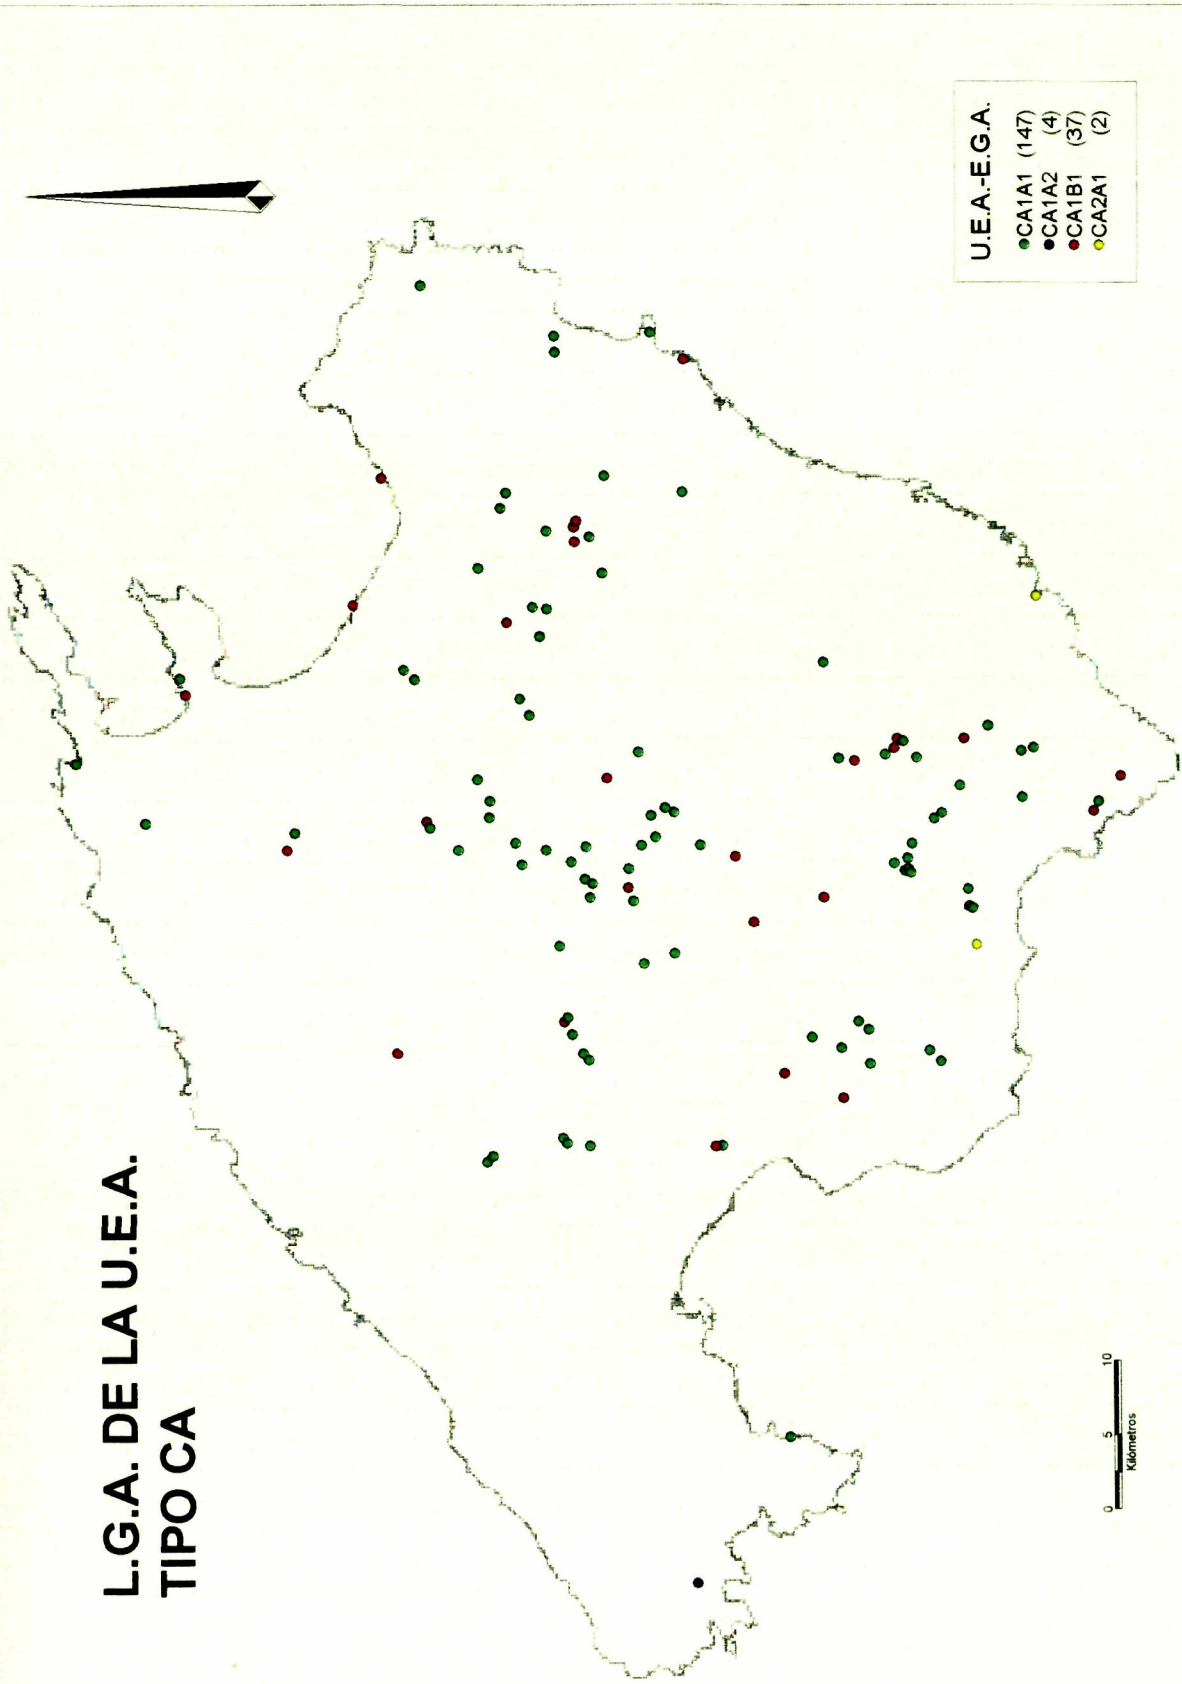 L.G.A. DE LA U.E.A.
TIPO CA
U.E.A.-E.G.A.
CA1A1 (147)
CA1A2 (4)
CA1B1 (37)
CA2A1 (2)
0 5 10
Kilómetros